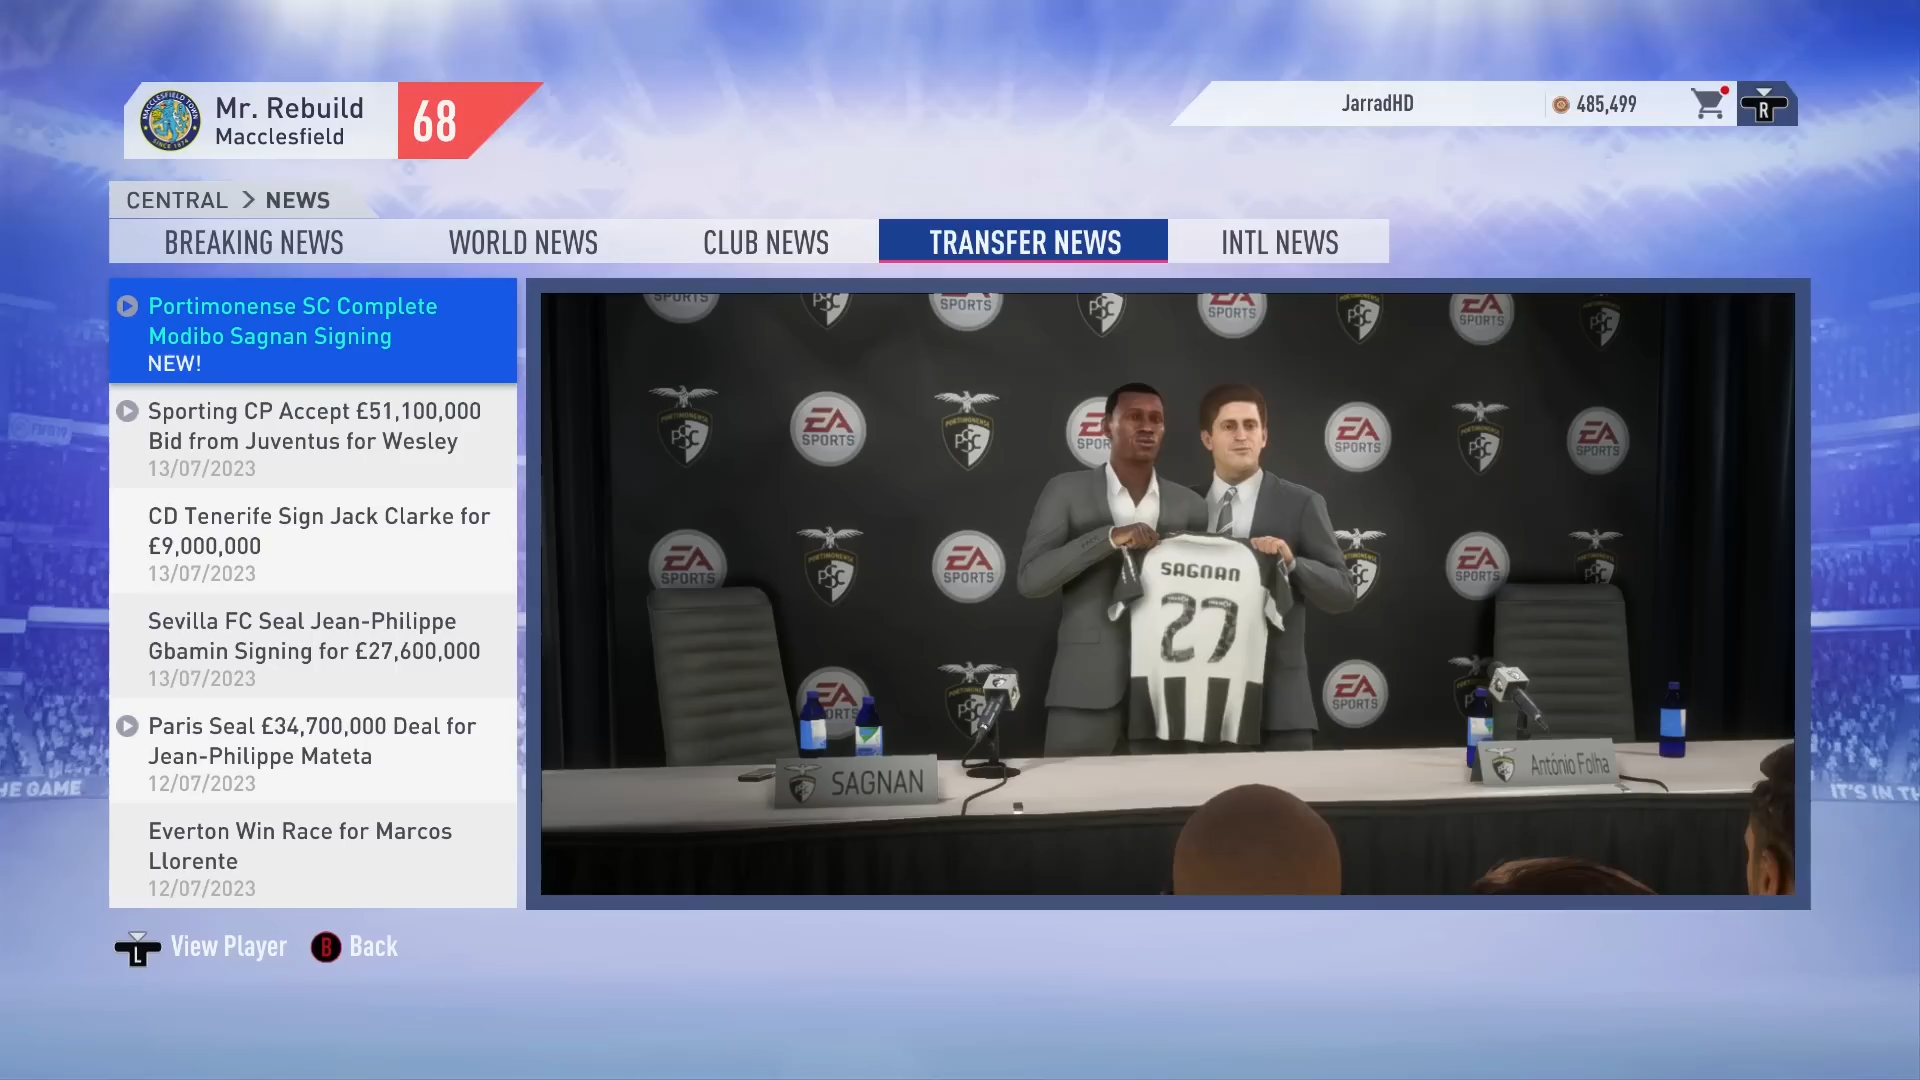 Mr. Rebuild
Macclesfield
68
JarradHD
485,499
R
CENTRAL > NEWS
BREAKING NEWS
WORLD NEWS
CLUB NEWS
TRANSFER NEWS
INTL NEWS
Portimonense SC Complete
Modibo Sagnan Signing
NEW!
Sporting CP Accept £51,100,000
Bid from Juventus for Wesley
13/07/2023
CD Tenerife Sign Jack Clarke for
£9,000,000
13/07/2023
Sevilla FC Seal Jean-Philippe
Gbamin Signing for £27,600,000
13/07/2023
Paris Seal £34,700,000 Deal for
Jean-Philippe Mateta
12/07/2023
Everton Win Race for Marcos
Llorente
12/07/2023
EA SPORTS
SAGNAN
27
SAGNAN
António Folha
L View Player
B Back